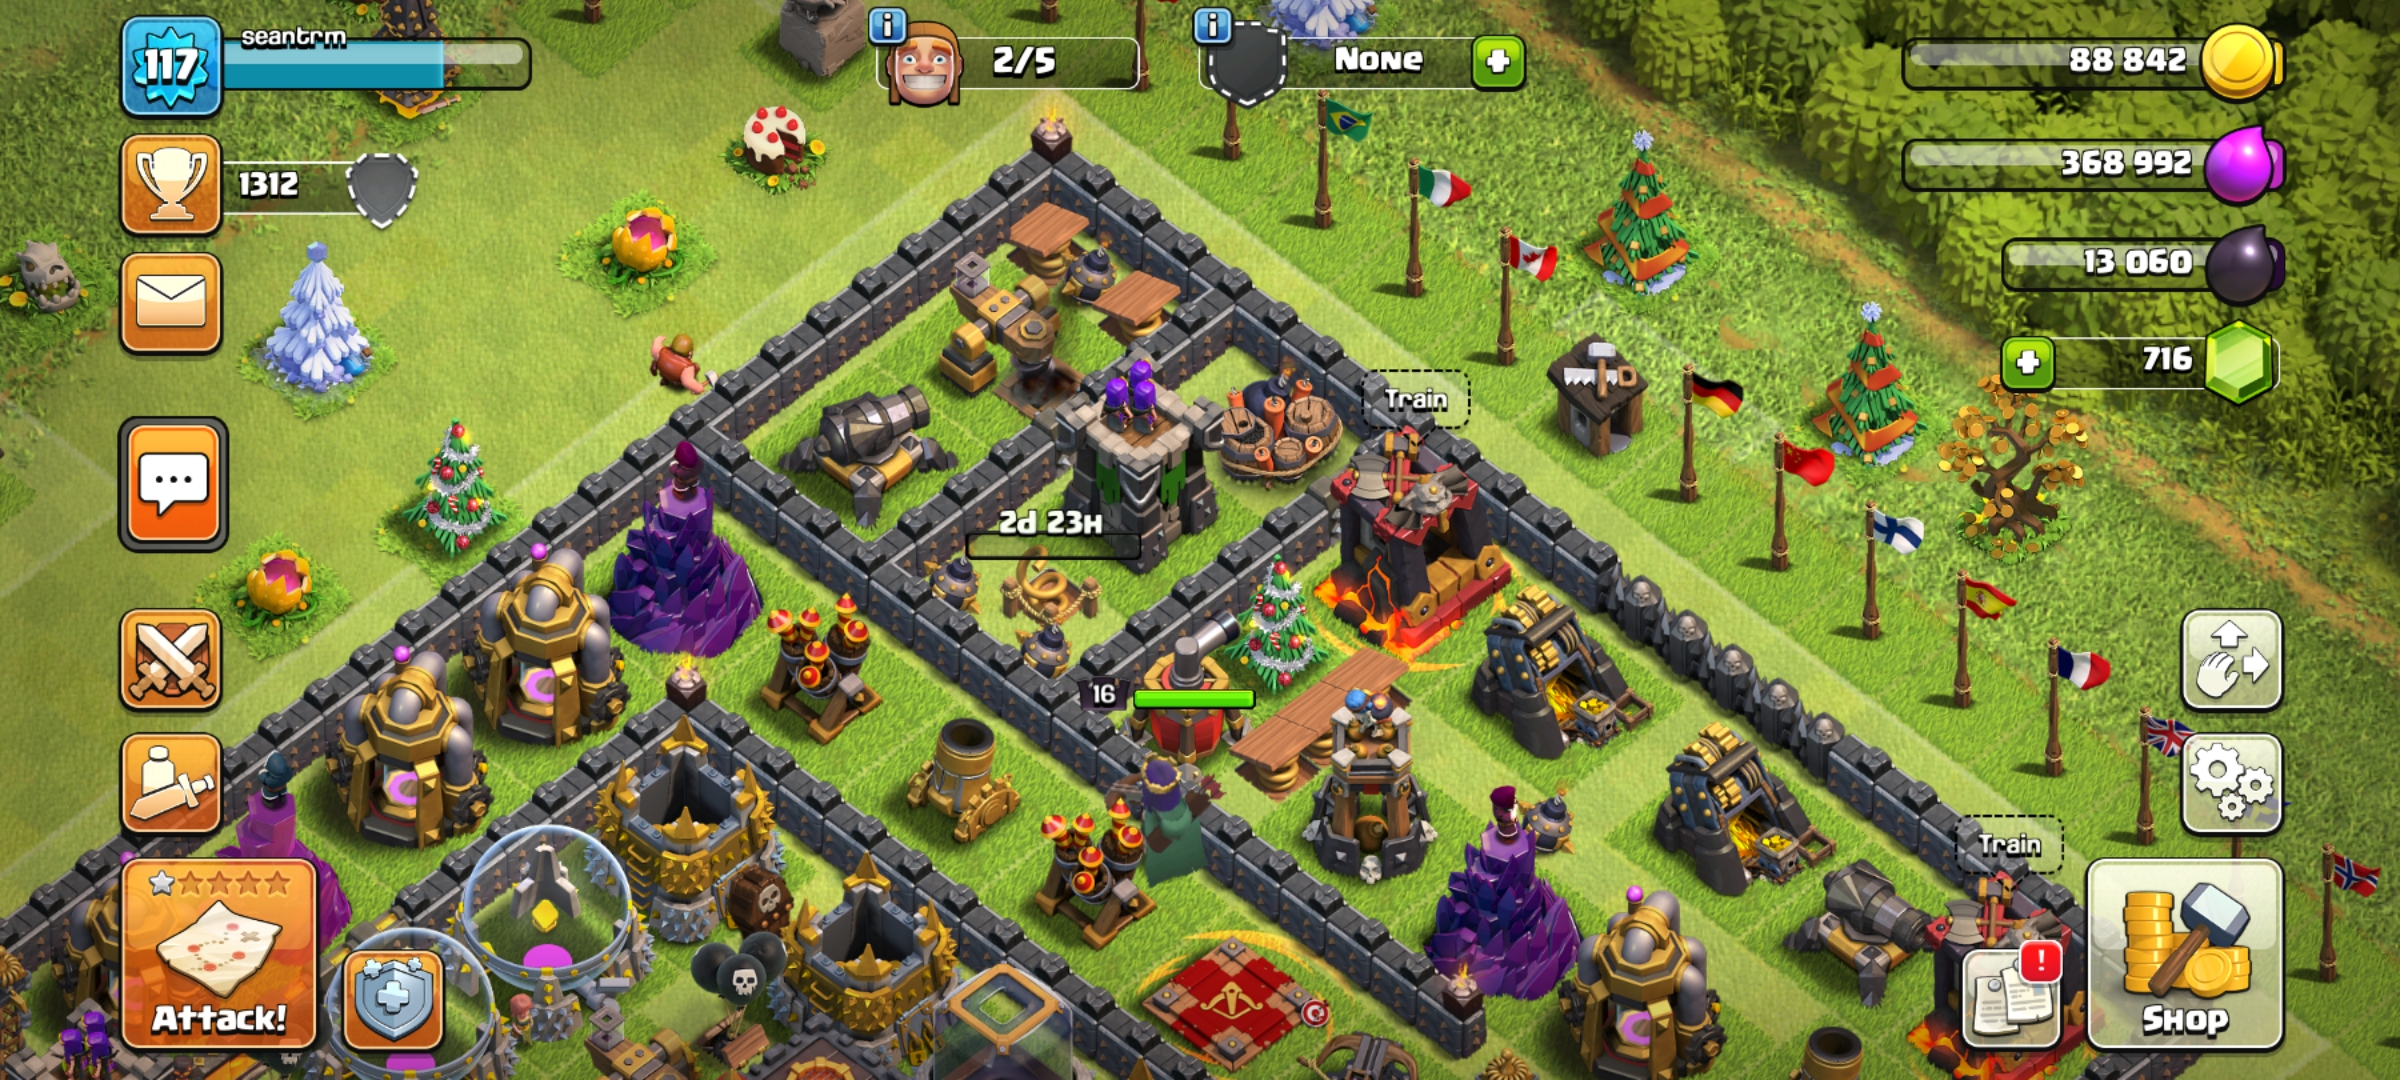 117
seantrm
i
2/5
i
None
88 842
1312
368 992
13 060
716
Train
2d 23H
16
Train
!
Attack!
Shop